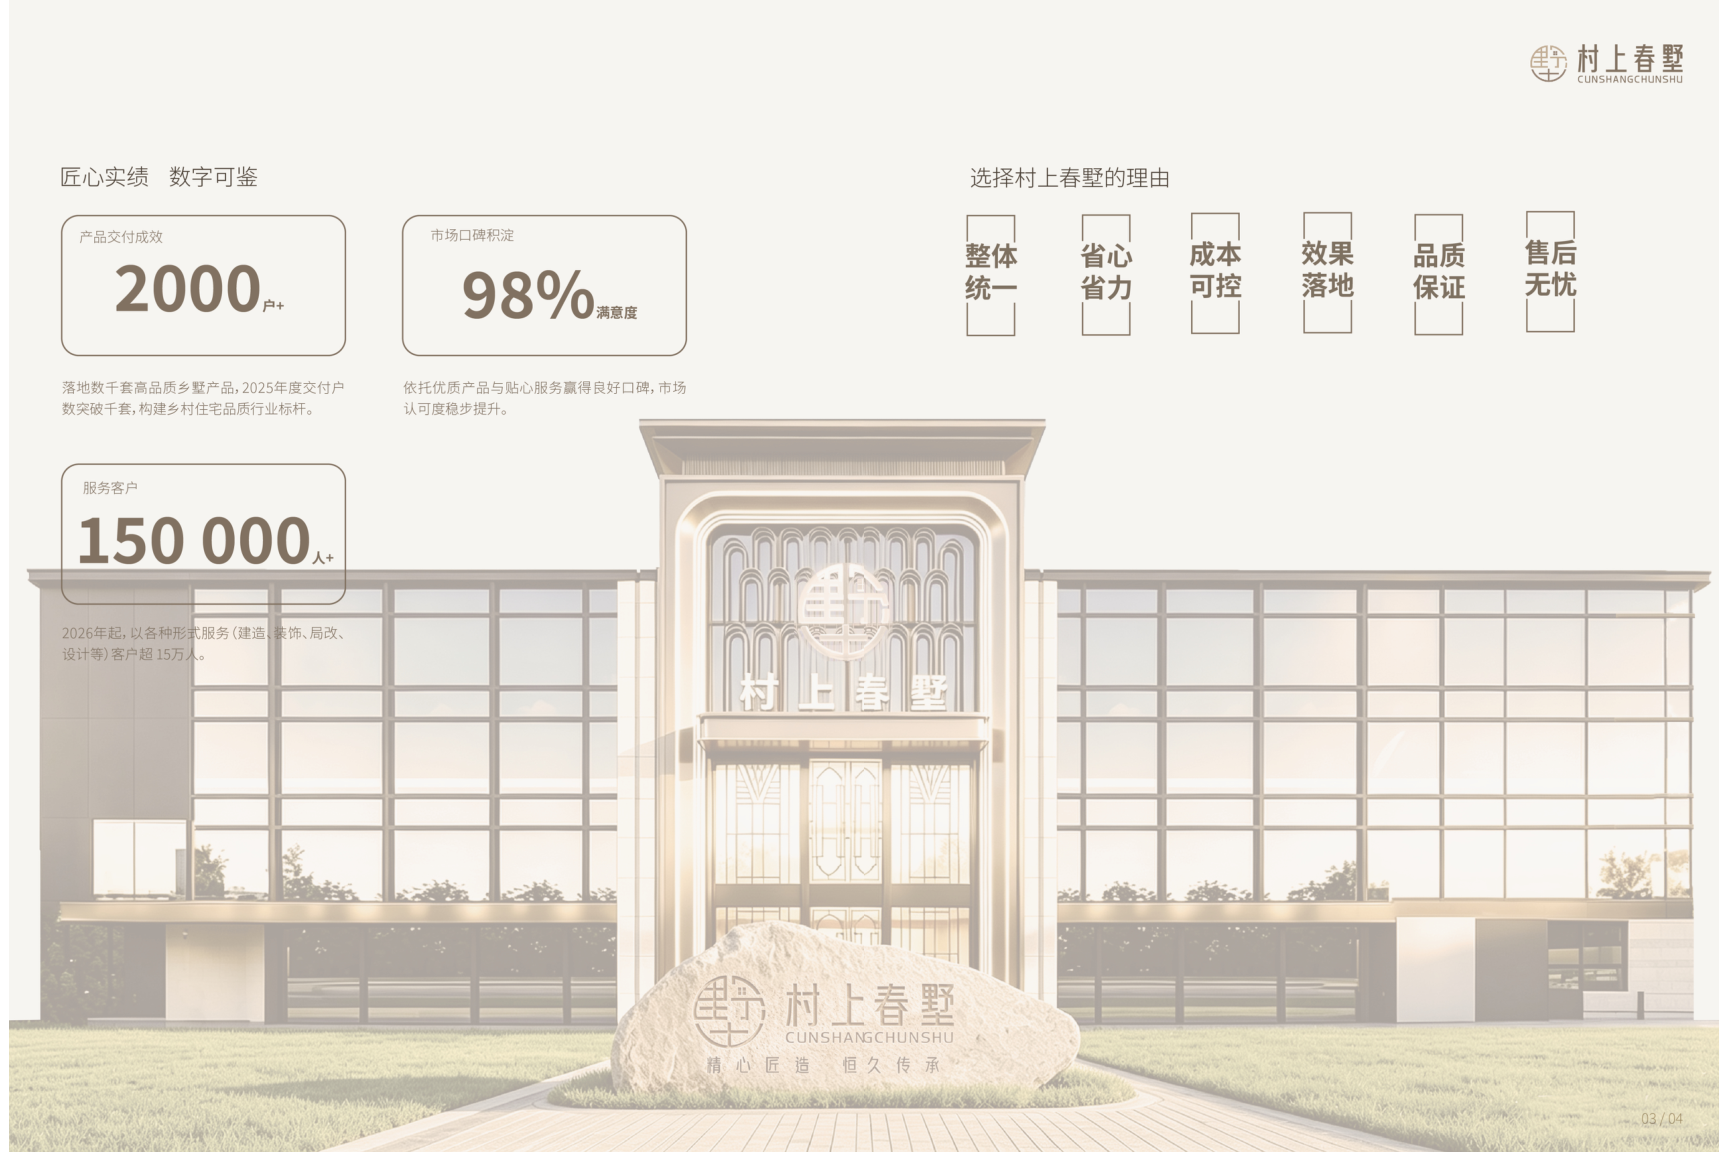 村上春墅
CUNSHANGCHUNSHU
匠心实绩 数字可鉴
产品交付成效
2000户+
落地数千套高品质乡墅产品，2025年度交付户
数突破千套，构建乡村住宅品质行业标杆。
市场口碑积淀
98%满意度
依托优质产品与贴心服务赢得良好口碑，市场
认可度稳步提升。
服务客户
150 000人+
2026年起，以各种形式服务（建造、装饰、局改、
设计等）客户超 15万人。
选择村上春墅的理由
整体
统一
省心
省力
成本
可控
效果
落地
品质
保证
售后
无忧
村上春墅
村上春墅
CUNSHANGCHUNSHU
精心匠造 恒久传承
03 / 04